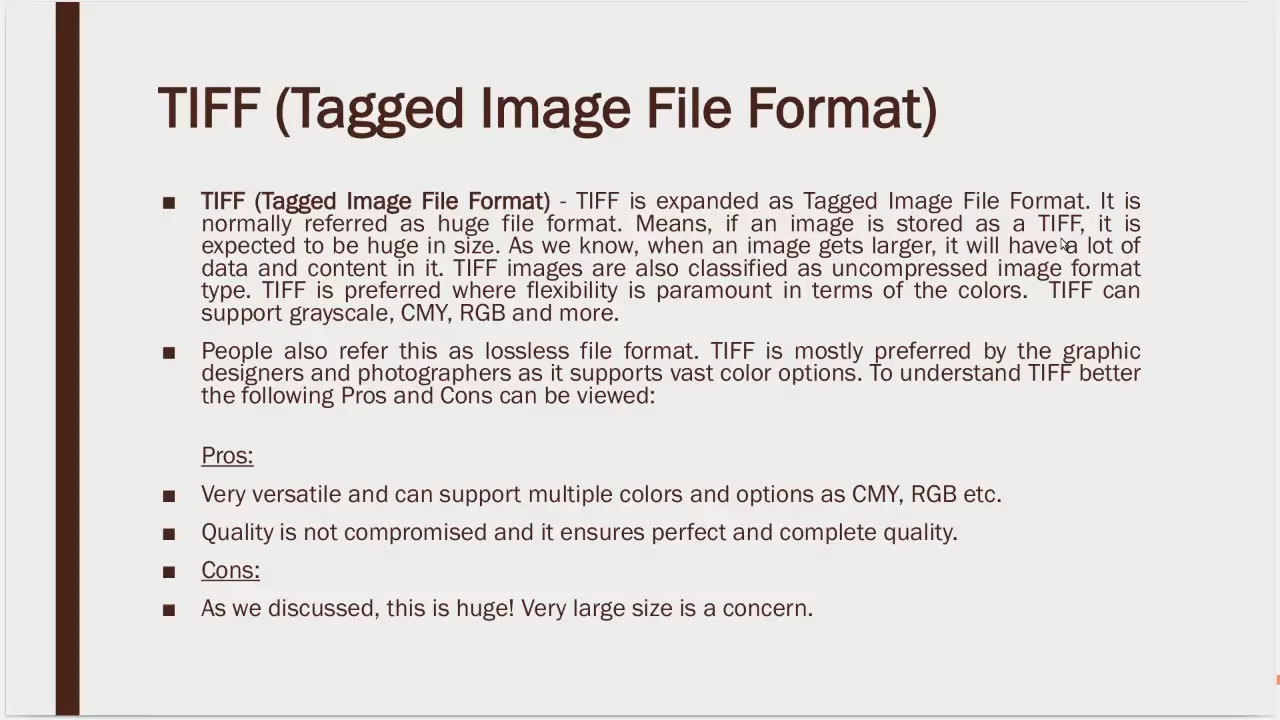 TIFF (Tagged Image File Format)
■ TIFF (Tagged Image File Format) - TIFF is expanded as Tagged Image File Format. It is
normally referred as huge file format. Means, if an image is stored as a TIFF, it is
expected to be huge in size. As we know, when an image gets larger, it will have a lot of
data and content in it. TIFF images are also classified as uncompressed image format
type. TIFF is preferred where flexibility is paramount in terms of the colors. TIFF can
support grayscale, CMY, RGB and more.
■ People also refer this as lossless file format. TIFF is mostly preferred by the graphic
designers and photographers as it supports vast color options. To understand TIFF better
the following Pros and Cons can be viewed:
Pros:
■ Very versatile and can support multiple colors and options as CMY, RGB etc.
■ Quality is not compromised and it ensures perfect and complete quality.
■ Cons:
■ As we discussed, this is huge! Very large size is a concern.